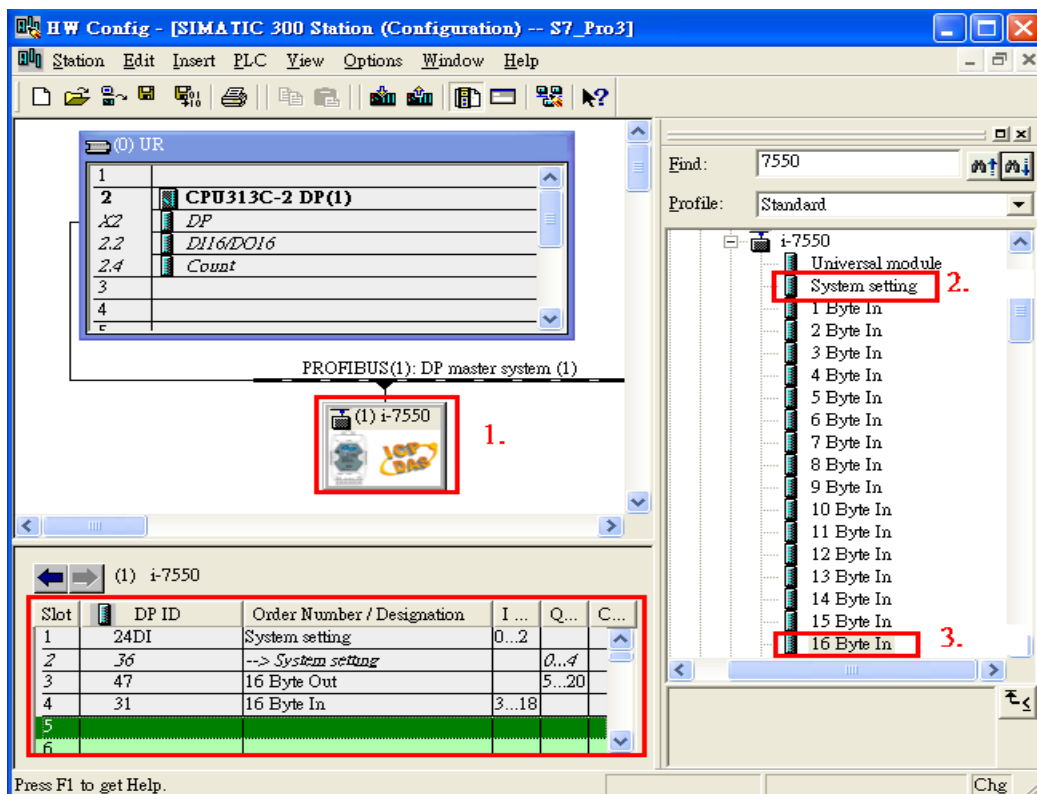 HW Config - [SIMATIC 300 Station (Configuration) -- S7_Pro3]
Station Edit Insert PLC View Options Window Help
(0) UR
1
2 CPU313C-2 DP(1)
X2 DP
2.2 DI16/DO16
2.4 Count
3
4
PROFIBUS(1): DP master system (1)
(1) i-7550
ICP DAS
1.
Find: 7550
Profile: Standard
i-7550
Universal module
System setting
2.
1 Byte In
2 Byte In
3 Byte In
4 Byte In
5 Byte In
6 Byte In
7 Byte In
8 Byte In
9 Byte In
10 Byte In
11 Byte In
12 Byte In
13 Byte In
14 Byte In
15 Byte In
16 Byte In
3.
(1) i-7550
Slot DP ID Order Number / Designation I ... Q... C...
1 24DI System setting 0...2
2 36 --> System setting 0...4
3 47 16 Byte Out 5...20
4 31 16 Byte In 3...18
5
6
Press F1 to get Help.
Chg